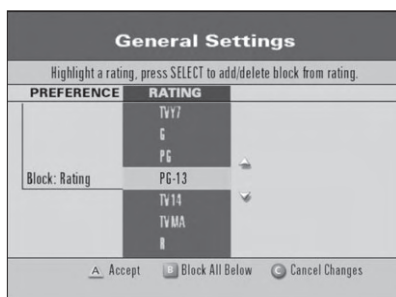 General Settings
Highlight a rating, press SELECT to add/delete block from rating.
PREFERENCE RATING
TVY7
G
PG
Block: Rating PG-13
TV14
TVMA
R
A Accept B Block All Below C Cancel Changes